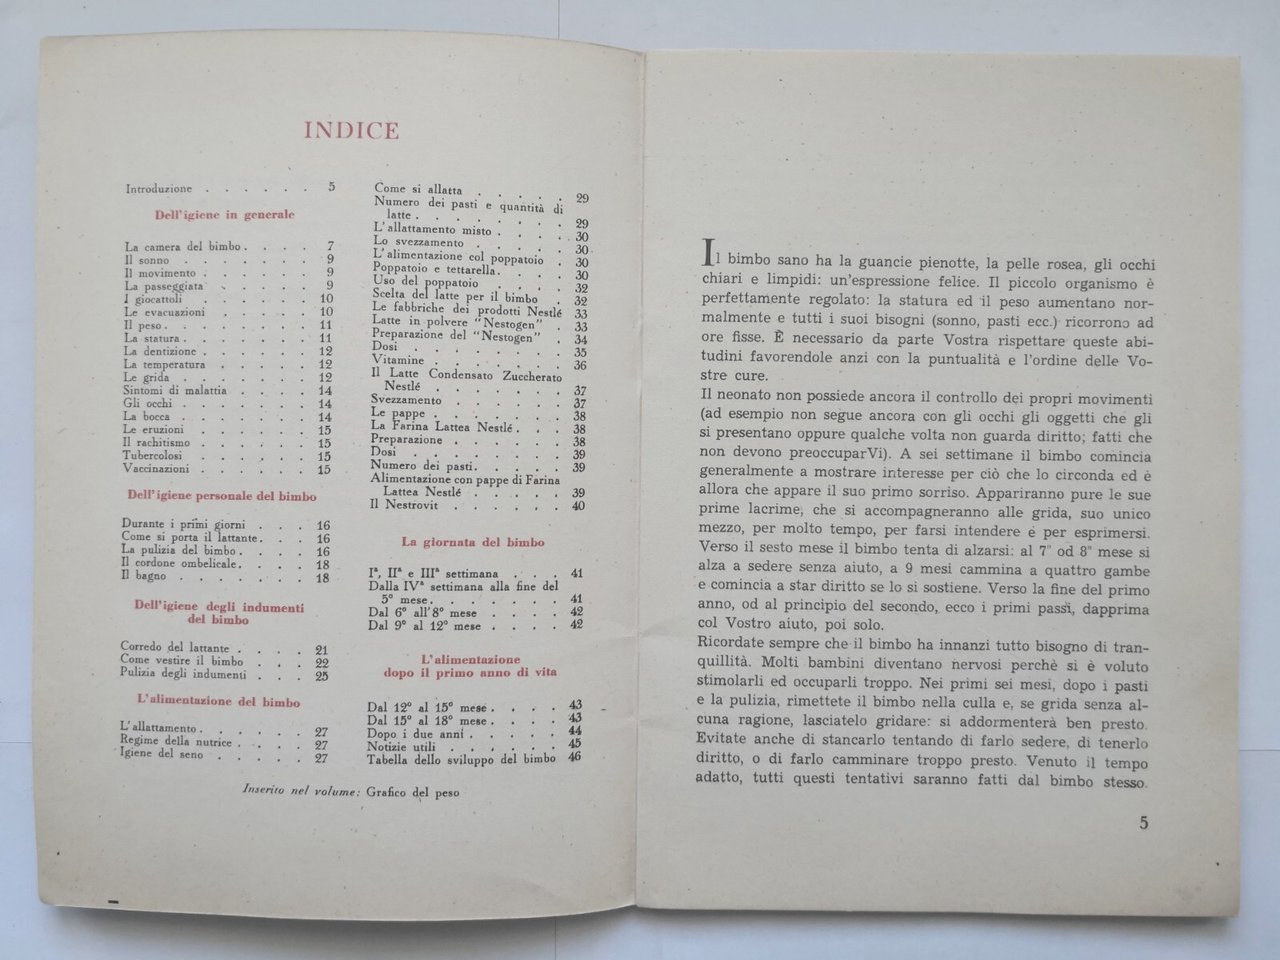 INDICE
Introduzione . . . . . . 5
Dell'igiene in generale
La camera del bimbo . . . . 7
Il sonno . . . . . . . 9
Il movimento . . . . . . 9
La passeggiata . . . . . 9
I giocattoli . . . . . . 10
Le evacuazioni . . . . . 10
Il peso . . . . . . . . 11
La statura . . . . . . . 11
La dentizione . . . . . . 12
La temperatura . . . . . 12
Le grida . . . . . . . 12
Sintomi di malattia . . . . 14
Gli occhi . . . . . . . 14
La bocca . . . . . . . 14
Le eruzioni . . . . . . 15
Il rachitismo . . . . . . 15
Tubercolosi . . . . . . 15
Vaccinazioni . . . . . . 15
Dell'igiene personale del bimbo
Durante i primi giorni . . . 16
Come si porta il lattante . . . 16
La pulizia del bimbo . . . . 16
Il cordone ombelicale . . . . 18
Il bagno . . . . . . . 18
Dell'igiene degli indumenti
del bimbo
Corredo del lattante . . . . 21
Come vestire il bimbo . . . 22
Pulizia degli indumenti . . . 25
L'alimentazione del bimbo
L'allattamento . . . . . . 27
Regime della nutrice . . . . 27
Igiene del seno . . . . . 27
Come si allatta . . . . . 29
Numero dei pasti e quantità di
latte . . . . . . . . 29
L'allattamento misto . . . . 30
Lo svezzamento . . . . . 30
L'alimentazione col poppatoio . 30
Poppatoio e tettarella . . . . 30
Uso del poppatoio . . . . 32
Scelta del latte per il bimbo . 32
Le fabbriche dei prodotti Nestlé 33
Latte in polvere "Nestogen" . 33
Preparazione del "Nestogen" . 34
Dosi . . . . . . . . 35
Vitamine . . . . . . . 36
Il Latte Condensato Zuccherato
Nestlé . . . . . . . 37
Svezzamento . . . . . . 37
Le pappe . . . . . . . 38
La Farina Lattea Nestlé . . . 38
Preparazione . . . . . . 38
Dosi . . . . . . . . 39
Numero dei pasti . . . . . 39
Alimentazione con pappe di Farina
Lattea Nestlé . . . . . 39
Il Nestrovit . . . . . . 40
La giornata del bimbo
Iª, IIª e IIIª settimana . . . 41
Dalla IVª settimana alla fine del
5° mese . . . . . . . 41
Dal 6° all'8° mese . . . . 42
Dal 9° al 12° mese . . . . 42
L'alimentazione
dopo il primo anno di vita
Dal 12° al 15° mese . . . . 43
Dal 15° al 18° mese . . . . 43
Dopo i due anni . . . . . 44
Notizie utili . . . . . . 45
Tabella dello sviluppo del bimbo 46
Inserito nel volume: Grafico del peso
Il bimbo sano ha la guancie pienotte, la pelle rosea, gli occhi
chiari e limpidi: un'espressione felice. Il piccolo organismo è
perfettamente regolato: la statura ed il peso aumentano nor-
malmente e tutti i suoi bisogni (sonno, pasti ecc.) ricorrono ad
ore fisse. È necessario da parte Vostra rispettare queste abi-
tudini favorendole anzi con la puntualità e l'ordine delle Vo-
stre cure.
Il neonato non possiede ancora il controllo dei propri movimenti
(ad esempio non segue ancora con gli occhi gli oggetti che gli
si presentano oppure qualche volta non guarda diritto; fatti che
non devono preoccuparVi). A sei settimane il bimbo comincia
generalmente a mostrare interesse per ciò che lo circonda ed è
allora che appare il suo primo sorriso. Appariranno pure le sue
prime lacrime, che si accompagneranno alle grida, suo unico
mezzo, per molto tempo, per farsi intendere è per esprimersi.
Verso il sesto mese il bimbo tenta di alzarsi: al 7° od 8° mese si
alza a sedere senza aiuto, a 9 mesi cammina a quattro gambe
e comincia a star diritto se lo si sostiene. Verso la fine del primo
anno, od al principio del secondo, ecco i primi passi, dapprima
col Vostro aiuto, poi solo.
Ricordate sempre che il bimbo ha innanzi tutto bisogno di tran-
quillità. Molti bambini diventano nervosi perchè si è voluto
stimolarli ed occuparli troppo. Nei primi sei mesi, dopo i pasti
e la pulizia, rimettete il bimbo nella culla e, se grida senza al-
cuna ragione, lasciatelo gridare: si addormenterà ben presto.
Evitate anche di stancarlo tentando di farlo sedere, di tenerlo
diritto, o di farlo camminare troppo presto. Venuto il tempo
adatto, tutti questi tentativi saranno fatti dal bimbo stesso.
5